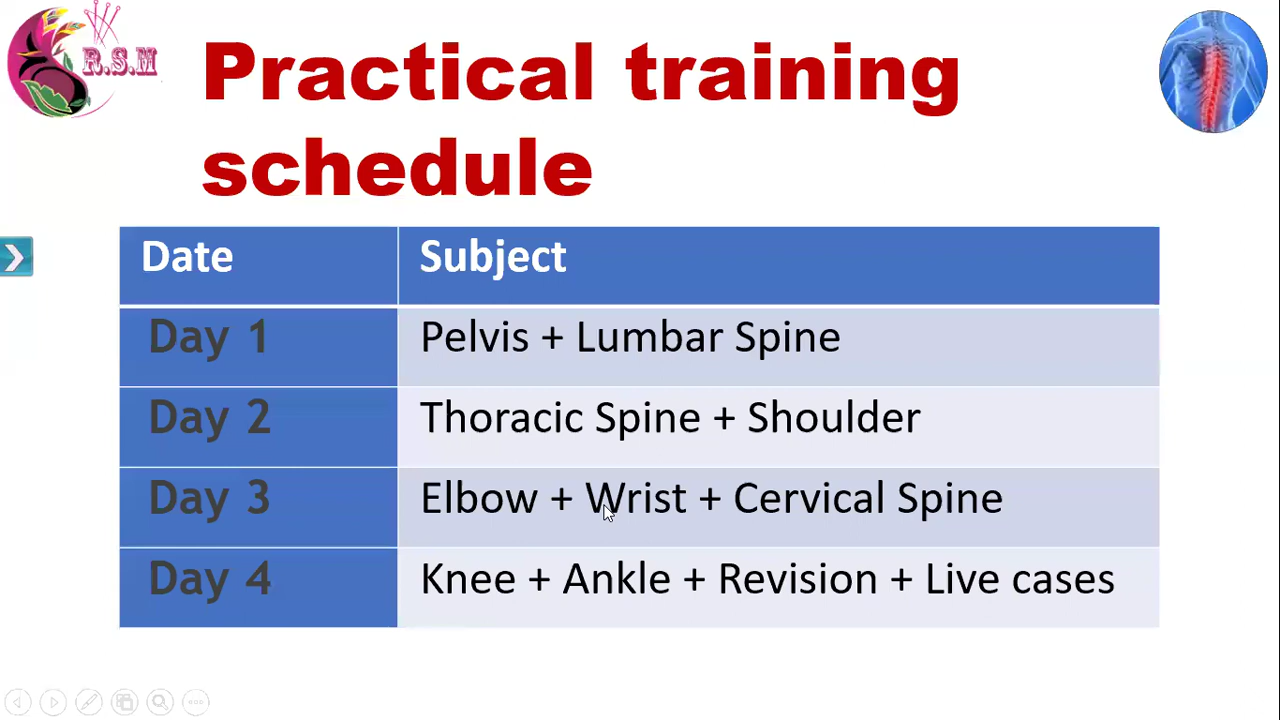 R.S.M
Practical training
schedule
Date Subject
Day 1 Pelvis + Lumbar Spine
Day 2 Thoracic Spine + Shoulder
Day 3 Elbow + Wrist + Cervical Spine
Day 4 Knee + Ankle + Revision + Live cases